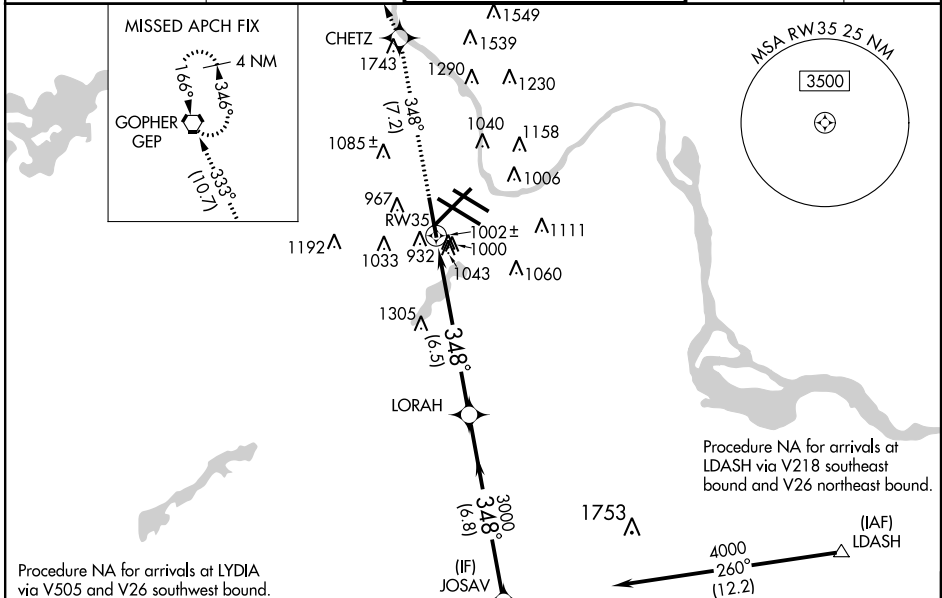 MISSED APCH FIX
4 NM
166°
346°
GOPHER
GEP
333°
(10.7)
CHETZ
1743
1549
1539
1290
1230
348°
(7.2)
1040
1158
1085 ±
1006
967
RW35
1002 ±
1111
1192
1033
932
1000
1043
1060
1305
348°
(6.5)
LORAH
MSA RW35 25 NM
3500
Procedure NA for arrivals at
LDASH via V218 southeast
bound and V26 northeast bound.
3000
348°
(6.8)
1753
(IAF)
LDASH
4000
260°
(12.2)
(IF)
JOSAV
Procedure NA for arrivals at LYDIA
via V505 and V26 southwest bound.